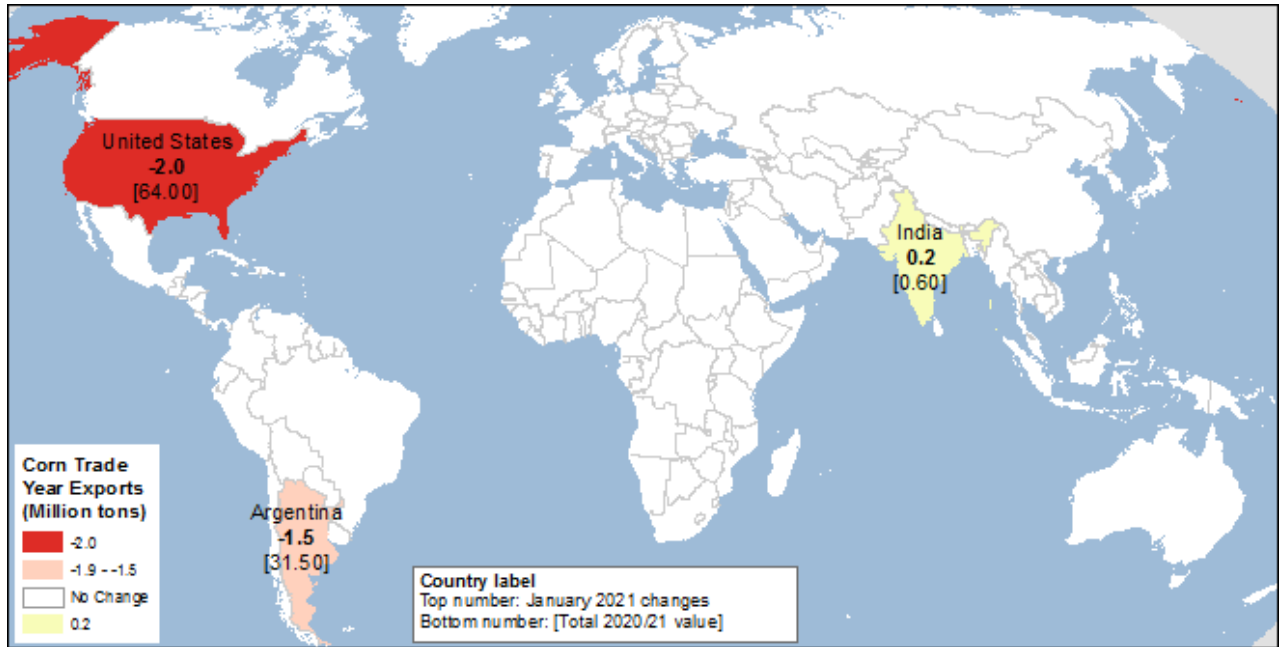 United States
-2.0
[64.00]
India
0.2
[0.60]
Argentina
-1.5
[31.50]
Corn Trade
Year Exports
(Million tons)
-2.0
-1.9 - -1.5
No Change
0.2
Country label
Top number: January 2021 changes
Bottom number: [Total 2020/21 value]